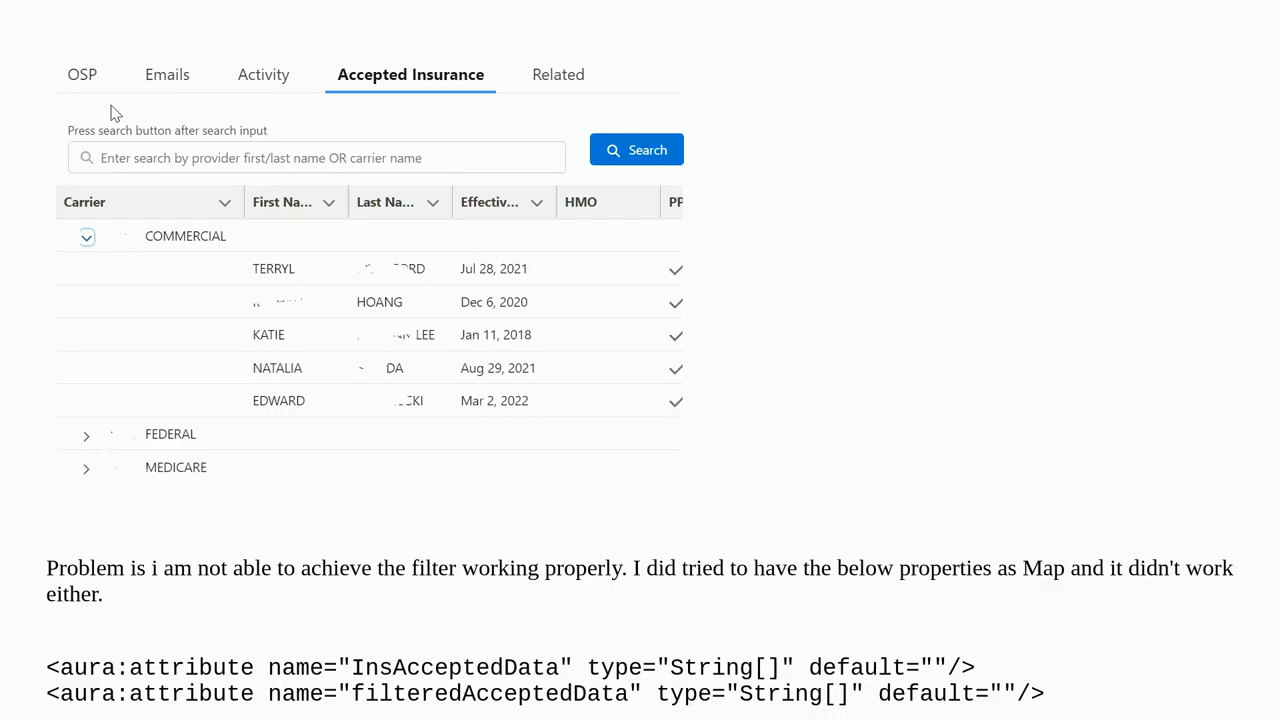 OSP Emails Activity Accepted Insurance Related
Press search button after search input
Enter search by provider first/last name OR carrier name Search
Carrier First Na... Last Na... Effectiv... HMO
COMMERCIAL
TERRYL Jul 28, 2021
HOANG Dec 6, 2020
KATIE LEE Jan 11, 2018
NATALIA DA Aug 29, 2021
EDWARD Mar 2, 2022
FEDERAL
MEDICARE
Problem is i am not able to achieve the filter working properly. I did tried to have the below properties as Map and it didn't work
either.
<aura:attribute name="InsAcceptedData" type="String[]" default=""/>
<aura:attribute name="filteredAcceptedData" type="String[]" default=""/>